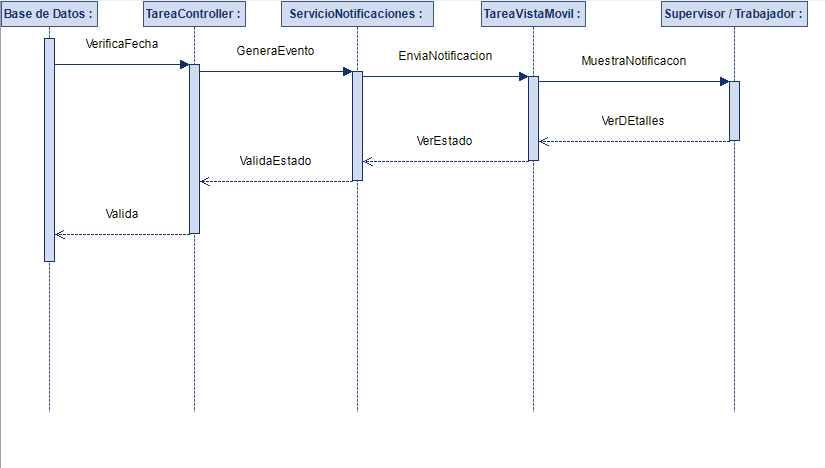 Base de Datos :
TareaController :
ServicioNotificaciones :
TareaVistaMovil :
Supervisor / Trabajador :
VerificaFecha
GeneraEvento
EnviaNotificacion
MuestraNotificacon
VerDEtalles
VerEstado
ValidaEstado
Valida